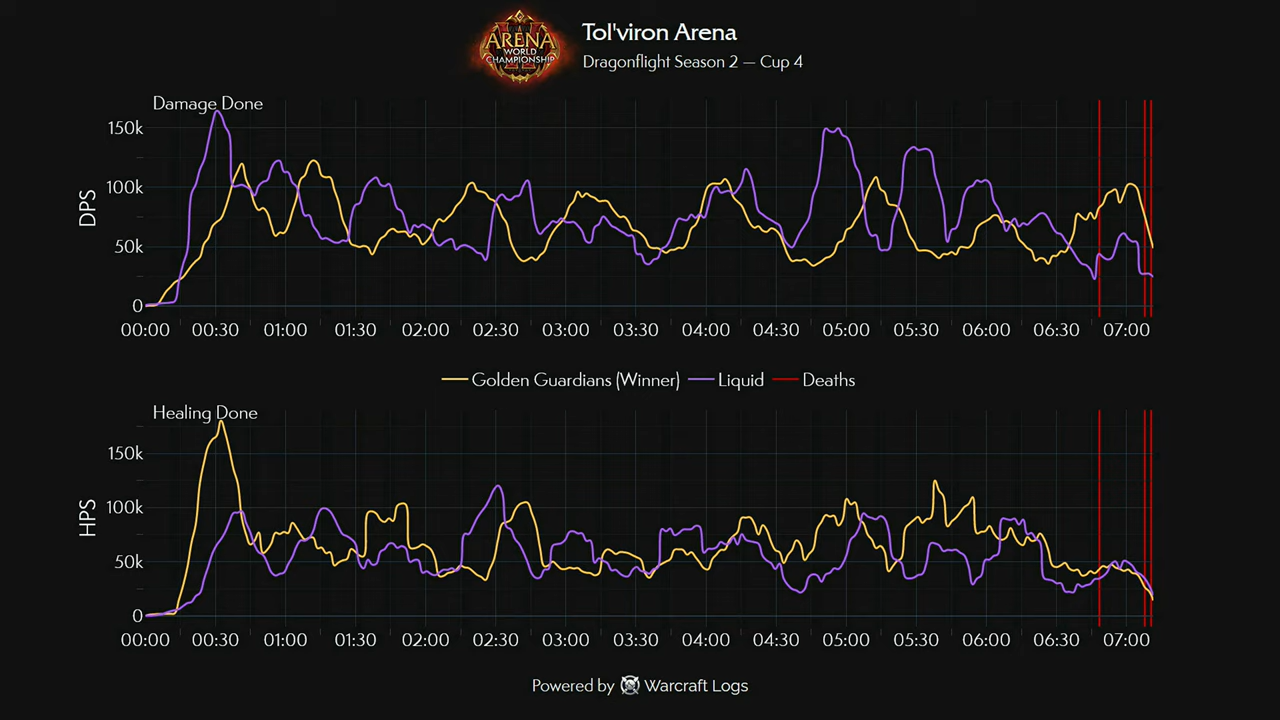 ARENA
WORLD
CHAMPIONSHIP
Tol'viron Arena
Dragonflight Season 2 — Cup 4
Damage Done
150k
100k
50k
0
DPS
00:00 00:30 01:00 01:30 02:00 02:30 03:00 03:30 04:00 04:30 05:00 05:30 06:00 06:30 07:00
Golden Guardians (Winner) Liquid Deaths
Healing Done
150k
100k
50k
0
HPS
00:00 00:30 01:00 01:30 02:00 02:30 03:00 03:30 04:00 04:30 05:00 05:30 06:00 06:30 07:00
Powered by Warcraft Logs